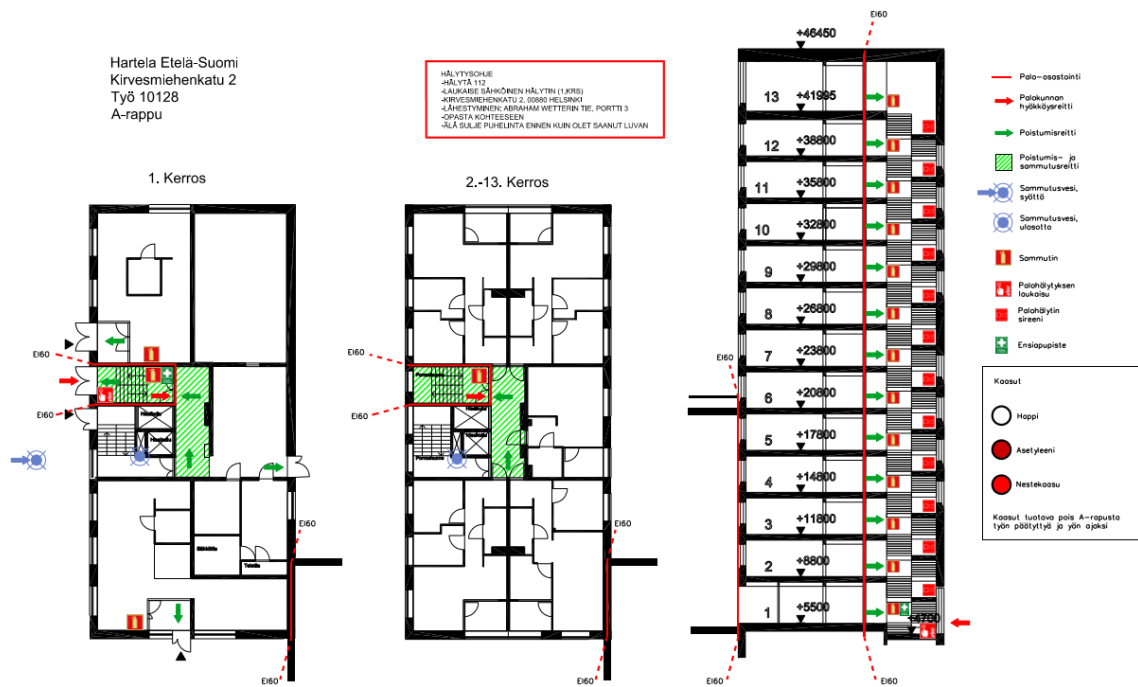 Hartela Etelä-Suomi
Kirvesmiehenkatu 2
Työ 10128
A-rappu
HÄLYTYSOHJE
-HÄLYTÄ 112
-LAUKAISE SÄHKÖINEN HÄLYTIN (1.KRS)
-KIRVESMIEHENKATU 2, 00880 HELSINKI
-LÄHESTYMINEN; ABRAHAM WETTERIN TIE, PORTTI 3
-OPASTA KOHTEESEEN
-ÄLÄ SULJE PUHELINTA ENNEN KUIN OLET SAANUT LUVAN
1. Kerros
EI60
EI60
EI60
EI60
2.-13. Kerros
EI60
EI60
Porrashuone
EI60
EI60
EI60
+46450
13 +41995
12 +38800
11 +35800
10 +32800
9 +29800
8 +26800
7 +23800
6 +20800
5 +17800
4 +14800
3 +11800
2 +8800
1 +5500
EI60
EI60
EI60
Palo-osastointi
Palokunnan
hyökkäysreitti
Poistumisreitti
Poistumis- ja
sammutusreitti
Sammutusvesi,
syöttö
Sammutusvesi,
ulosotto
Sammutin
Palohälytyksen
laukaisu
Palohälytin
sireeni
Ensiapupiste
Kaasut
Happi
Asetyleeni
Nestekaasu
Kaasut tuotava pois A-rapusta
työn päätyttyä ja yön ajaksi